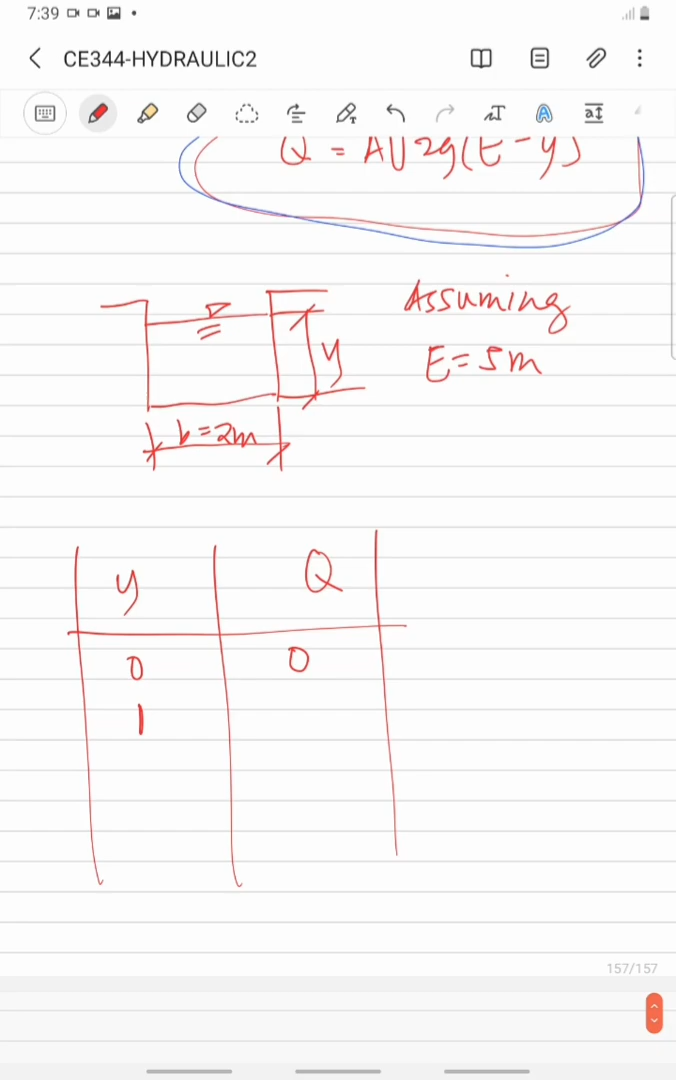 7:39
CE344-HYDRAULIC2
Q = A√2g(E-y)
Assuming
E=5m
y
b=2m
y Q
0 0
1
157/157